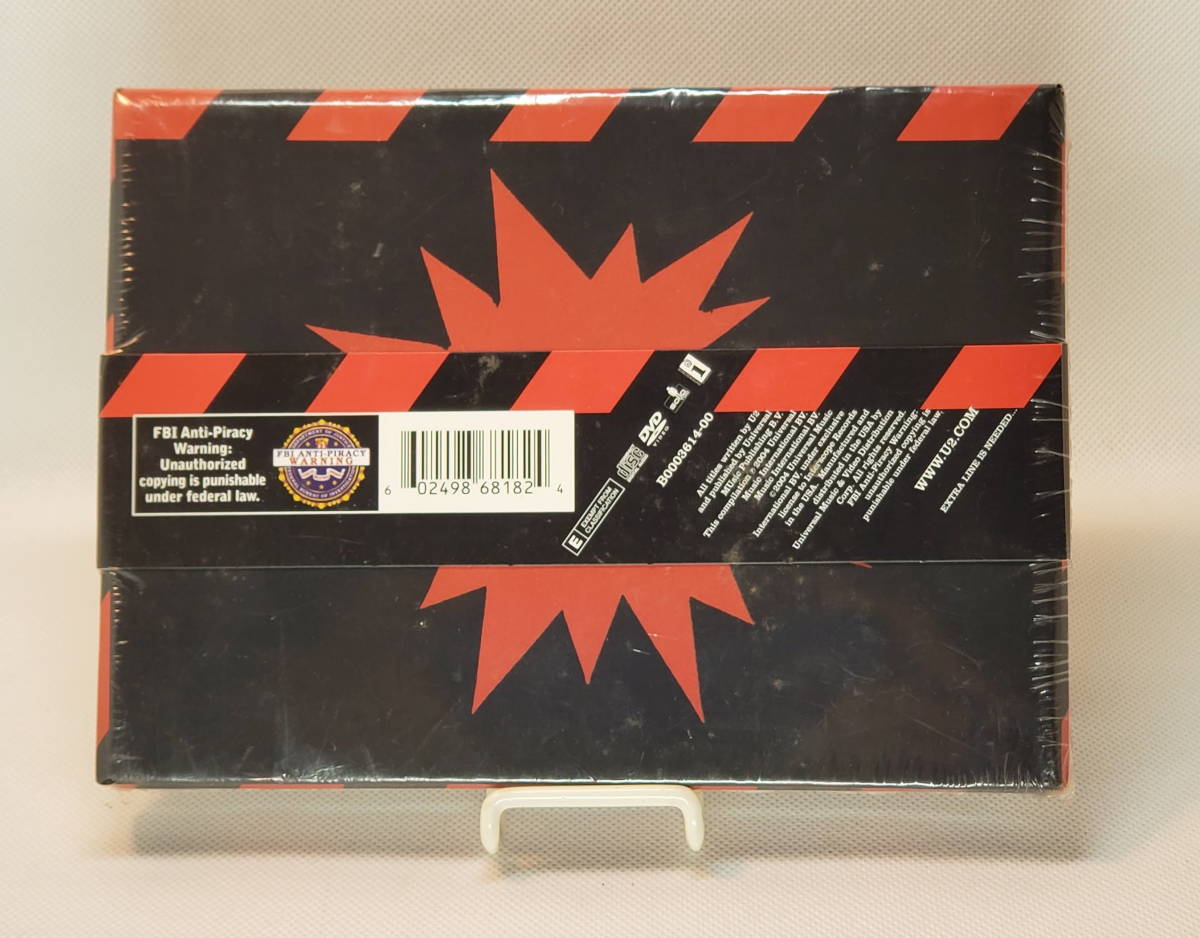 FBI Anti-Piracy
Warning:
Unauthorized
copying is punishable
under federal law.
FBI ANTI-PIRACY
WARNING
6 02498 68182 4
E EXEMPT FROM
CLASSIFICATION
DVD
VIDEO
B0003614-00
All titles written by U2
and published by Universal
Music Publishing B.V.
This compilation ℗ 2004 Universal
Music International BV.
©2004 Universal Music
International BV. under exclusive
license to Interscope Records
in the USA. Manufactured and
distributed in the USA by
Universal Music & Video Distribution
Corp. All rights reserved.
FBI Anti-Piracy Warning:
Unauthorized copying is
punishable under federal law.
WWW.U2.COM
EXTRA LINE IS NEEDED...